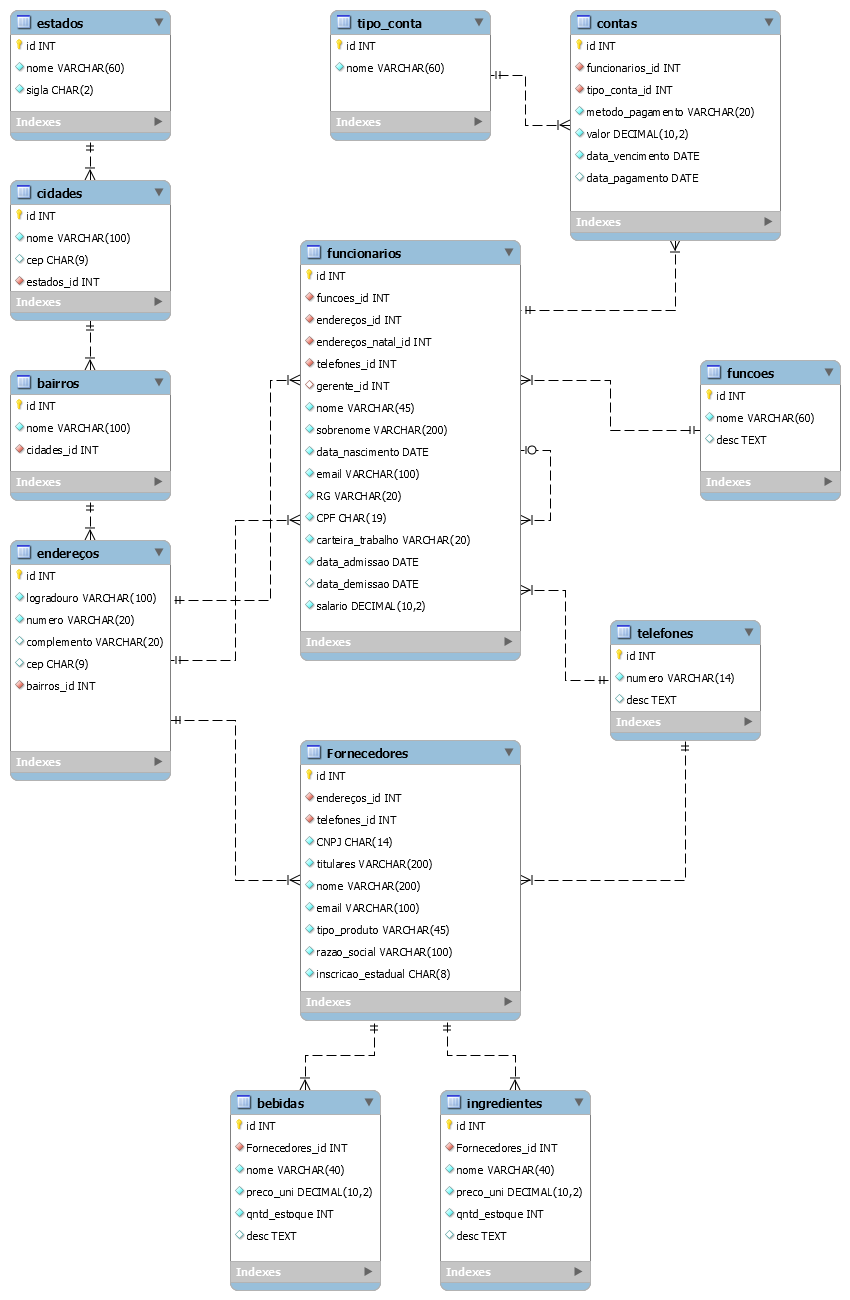 estados
id INT
nome VARCHAR(60)
sigla CHAR(2)
Indexes
tipo_conta
id INT
nome VARCHAR(60)
Indexes
contas
id INT
funcionarios_id INT
tipo_conta_id INT
metodo_pagamento VARCHAR(20)
valor DECIMAL(10,2)
data_vencimento DATE
data_pagamento DATE
Indexes
cidades
id INT
nome VARCHAR(100)
cep CHAR(9)
estados_id INT
Indexes
funcionarios
id INT
funcoes_id INT
endereços_id INT
endereços_natal_id INT
telefones_id INT
gerente_id INT
nome VARCHAR(45)
sobrenome VARCHAR(200)
data_nascimento DATE
email VARCHAR(100)
RG VARCHAR(20)
CPF CHAR(19)
carteira_trabalho VARCHAR(20)
data_admissao DATE
data_demissao DATE
salario DECIMAL(10,2)
Indexes
funcoes
id INT
nome VARCHAR(60)
desc TEXT
Indexes
bairros
id INT
nome VARCHAR(100)
cidades_id INT
Indexes
endereços
id INT
logradouro VARCHAR(100)
numero VARCHAR(20)
complemento VARCHAR(20)
cep CHAR(9)
bairros_id INT
Indexes
telefones
id INT
numero VARCHAR(14)
desc TEXT
Indexes
Fornecedores
id INT
endereços_id INT
telefones_id INT
CNPJ CHAR(14)
titulares VARCHAR(200)
nome VARCHAR(200)
email VARCHAR(100)
tipo_produto VARCHAR(45)
razao_social VARCHAR(100)
inscricao_estadual CHAR(8)
Indexes
bebidas
id INT
Fornecedores_id INT
nome VARCHAR(40)
preco_uni DECIMAL(10,2)
qntd_estoque INT
desc TEXT
Indexes
ingredientes
id INT
Fornecedores_id INT
nome VARCHAR(40)
preco_uni DECIMAL(10,2)
qntd_estoque INT
desc TEXT
Indexes